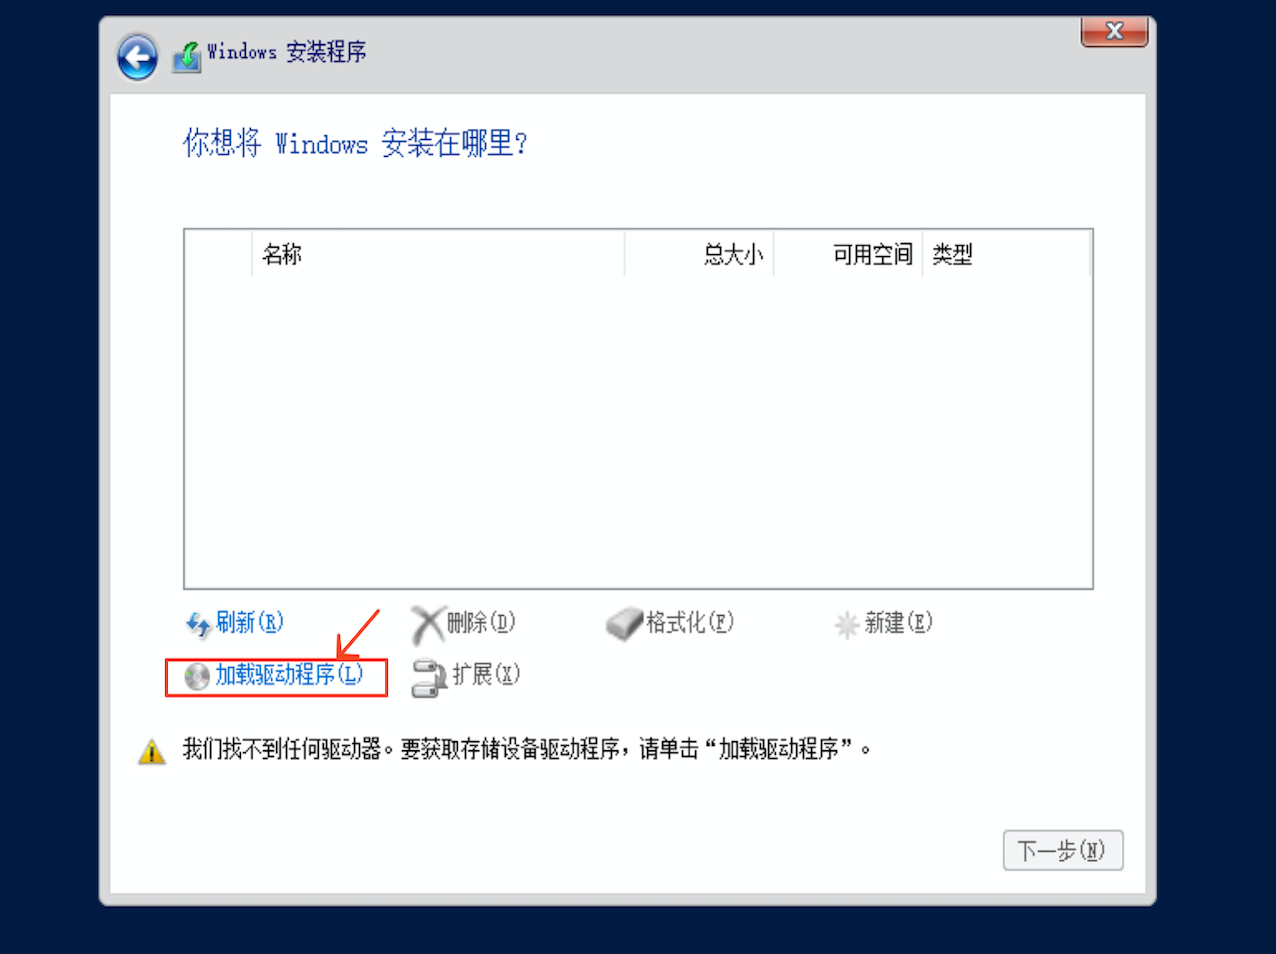 Windows 安装程序
你想将 Windows 安装在哪里?
名称 总大小 可用空间 类型
刷新(R) 删除(D) 格式化(F) 新建(E)
加载驱动程序(L) 扩展(X)
我们找不到任何驱动器。要获取存储设备驱动程序，请单击“加载驱动程序”。
下一步(N)